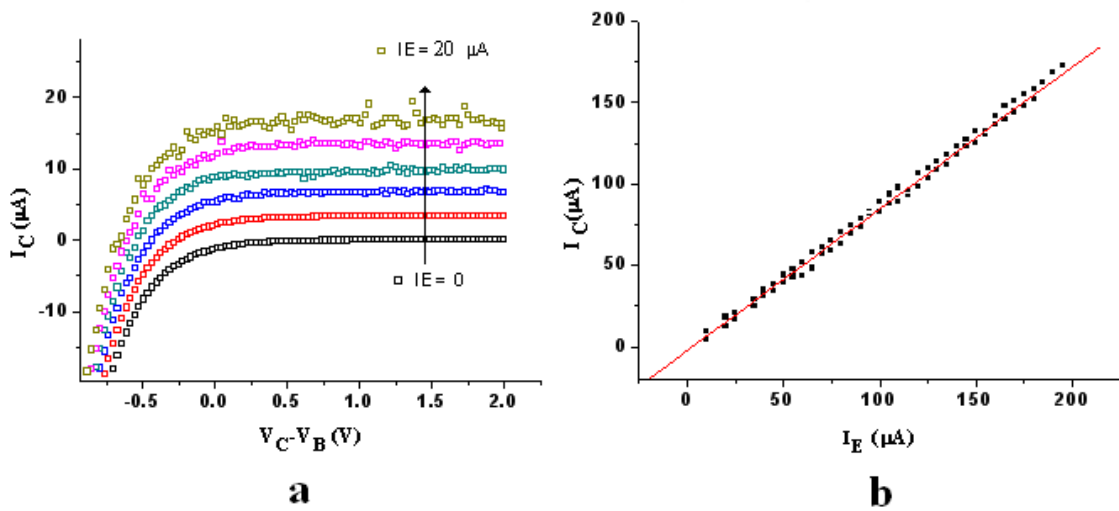 IE = 20 µA
20
10
0
-10
I_C (µA)
IE = 0
-0.5 0.0 0.5 1.0 1.5 2.0
V_C-V_B (V)
a
200
150
100
50
0
I_C(µA)
0 50 100 150 200
I_E (µA)
b